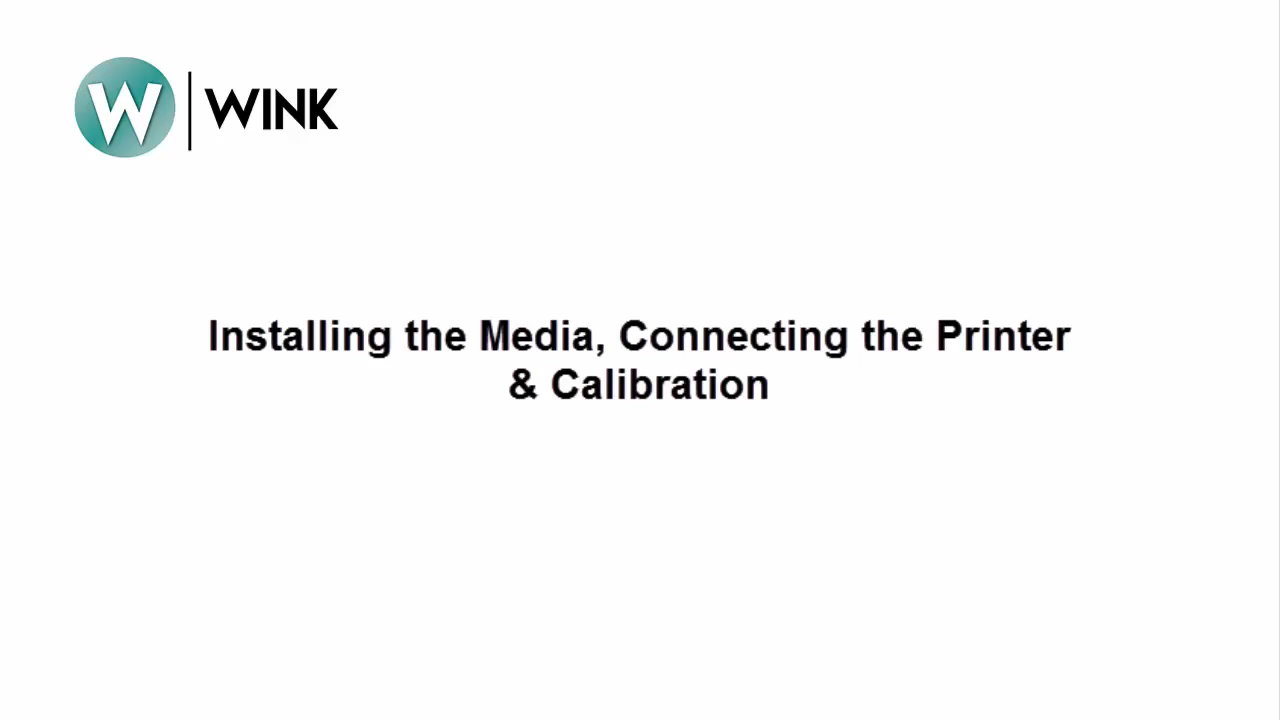 W WINK
Installing the Media, Connecting the Printer
& Calibration